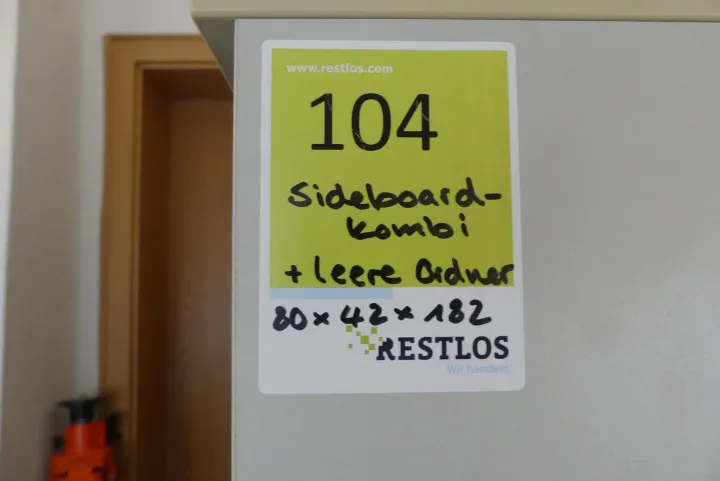 www.restlos.com
104
Sideboard-
kombi
+ leere Ordner
80 x 42 x 182
RESTLOS
Wir handeln.